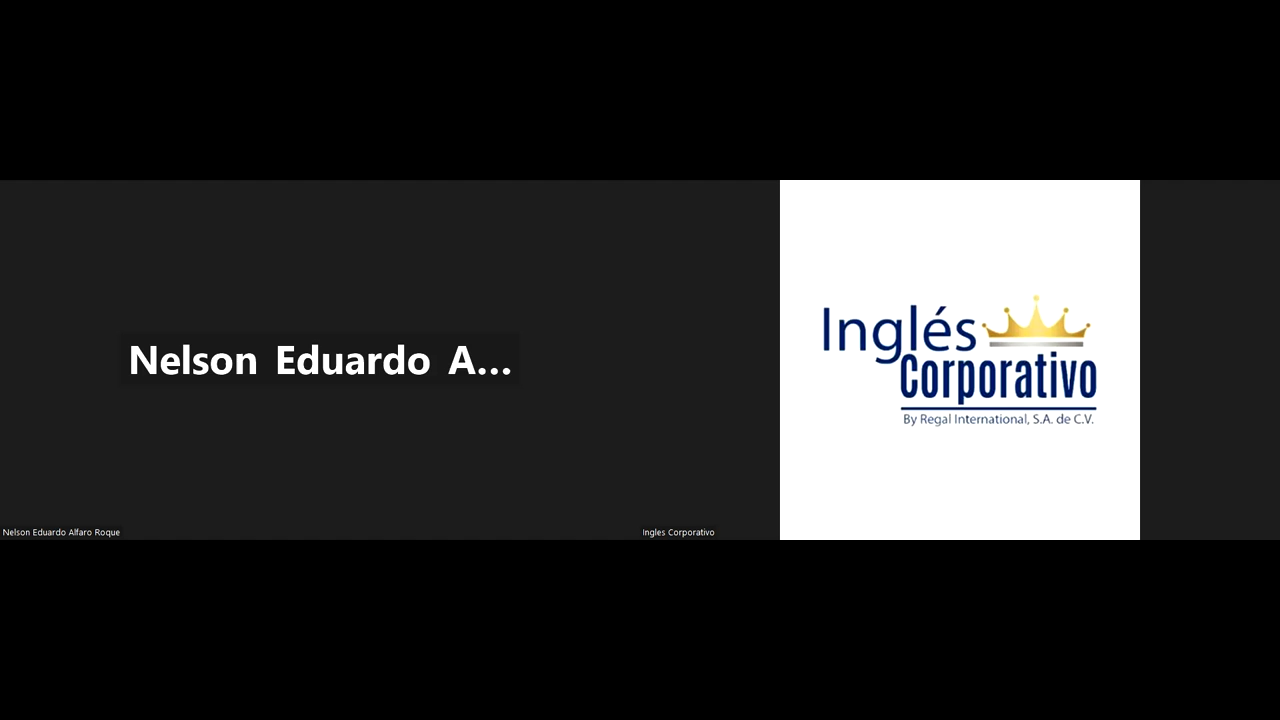 Nelson Eduardo A...
Nelson Eduardo Alfaro Roque
Inglés
Corporativo
By Regal International, S.A. de C.V.
Ingles Corporativo